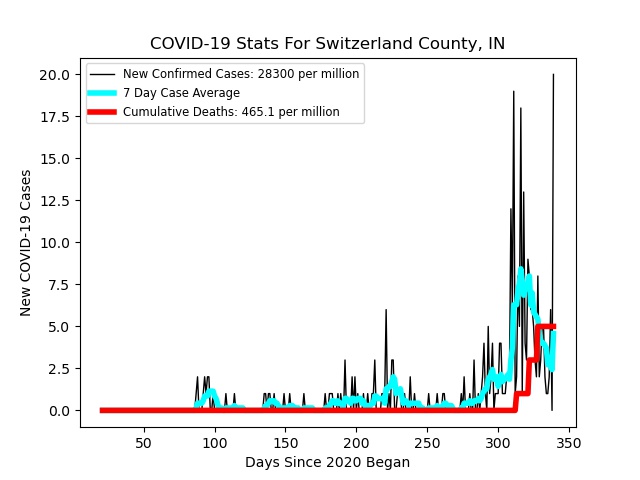 COVID-19 Stats For Switzerland County, IN
New Confirmed Cases: 28300 per million
7 Day Case Average
Cumulative Deaths: 465.1 per million
New COVID-19 Cases
20.0
17.5
15.0
12.5
10.0
7.5
5.0
2.5
0.0
50 100 150 200 250 300 350
Days Since 2020 Began